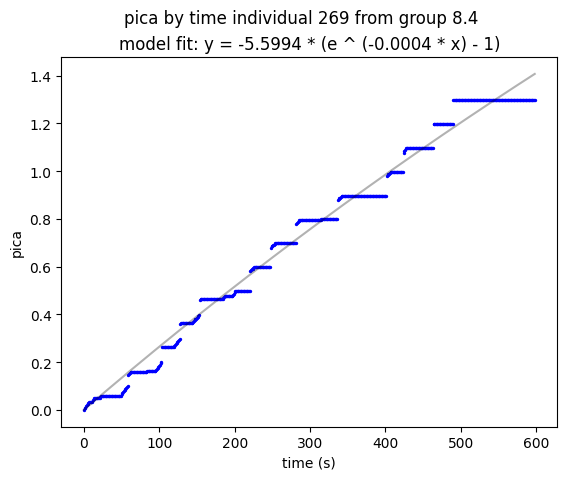 pica by time individual 269 from group 8.4
model fit: y = -5.5994 * (e ^ (-0.0004 * x) - 1)
1.4
1.2
1.0
0.8
0.6
0.4
0.2
0.0
pica
0 100 200 300 400 500 600
time (s)